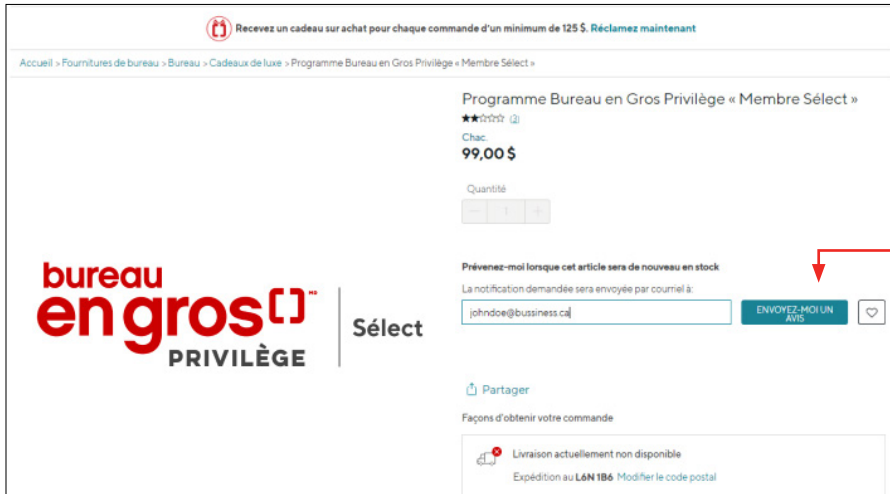 Recevez un cadeau sur achat pour chaque commande d'un minimum de 125 $. Réclamez maintenant
Accueil > Fournitures de bureau > Bureau > Cadeaux de luxe > Programme Bureau en Gros Privilège « Membre Sélect »
Programme Bureau en Gros Privilège « Membre Sélect »
(3)
Chac.
99,00 $
Quantité
1
Prévenez-moi lorsque cet article sera de nouveau en stock
La notification demandée sera envoyée par courriel à:
johndoe@bussiness.ca
ENVOYEZ-MOI UN
AVIS
bureau
en gros MD
PRIVILÈGE
Sélect
Partager
Façons d'obtenir votre commande
Livraison actuellement non disponible
Expédition au L6N 1B6 Modifier le code postal